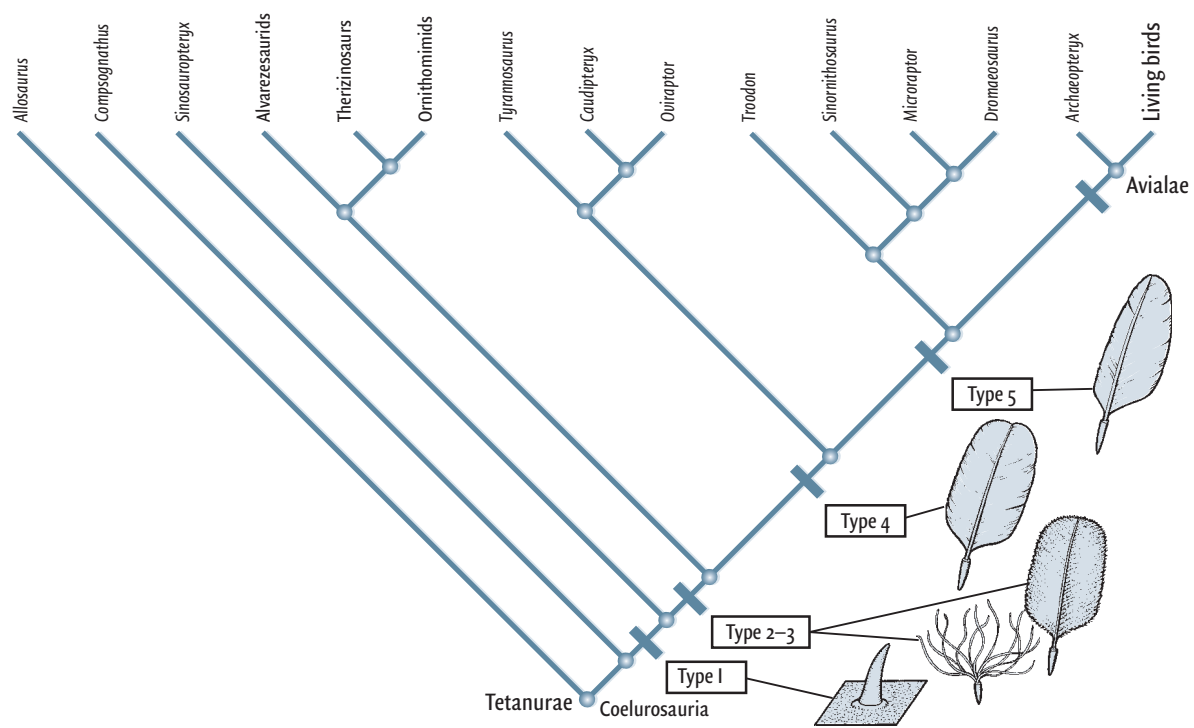 Allosaurus
Compsognathus
Sinosauropteryx
Alvarezesaurids
Therizinosaurs
Ornithomimids
Tyrannosaurus
Caudipteryx
Oviraptor
Troodon
Sinornithosaurus
Microraptor
Dromaeosaurus
Archaeopteryx
Living birds
Avialae
Type 5
Type 4
Type 2–3
Type I
Tetanurae
Coelurosauria